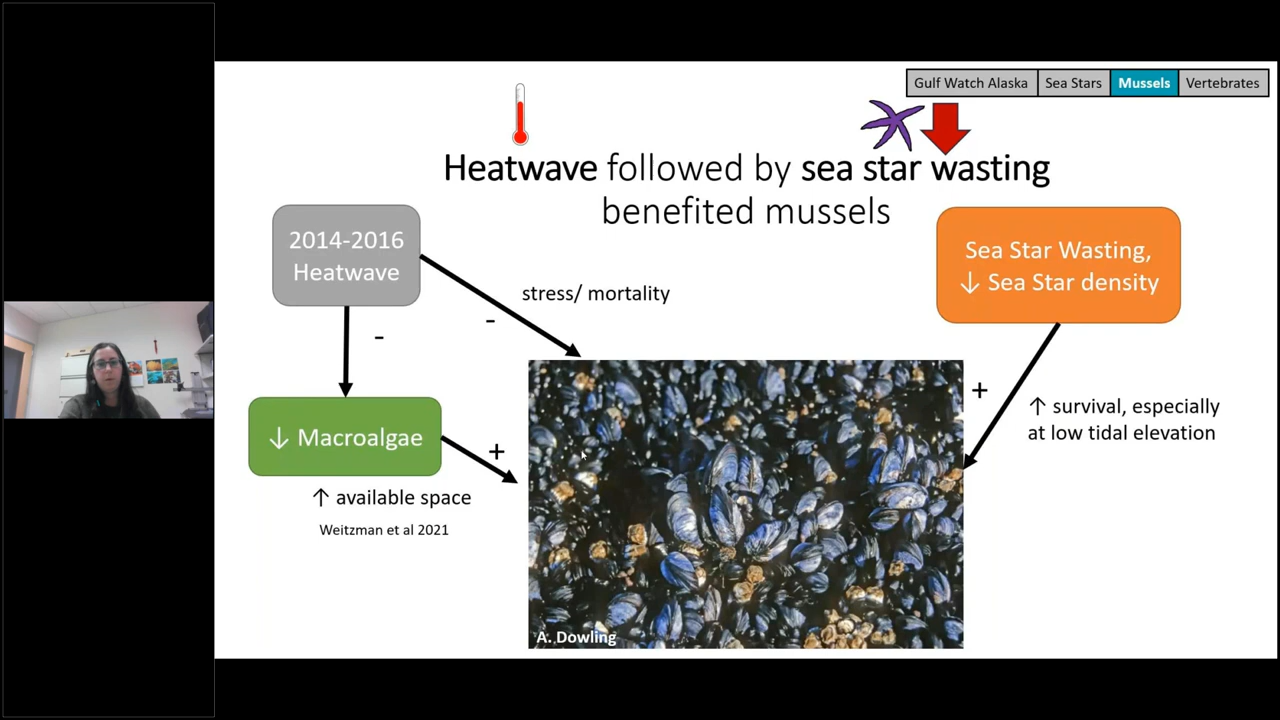 Gulf Watch Alaska Sea Stars Mussels Vertebrates
Heatwave followed by sea star wasting
benefited mussels
2014-2016
Heatwave
stress/ mortality
-
-
↓ Macroalgae
+
↑ available space
Weitzman et al 2021
Sea Star Wasting,
↓ Sea Star density
+
↑ survival, especially
at low tidal elevation
A. Dowling